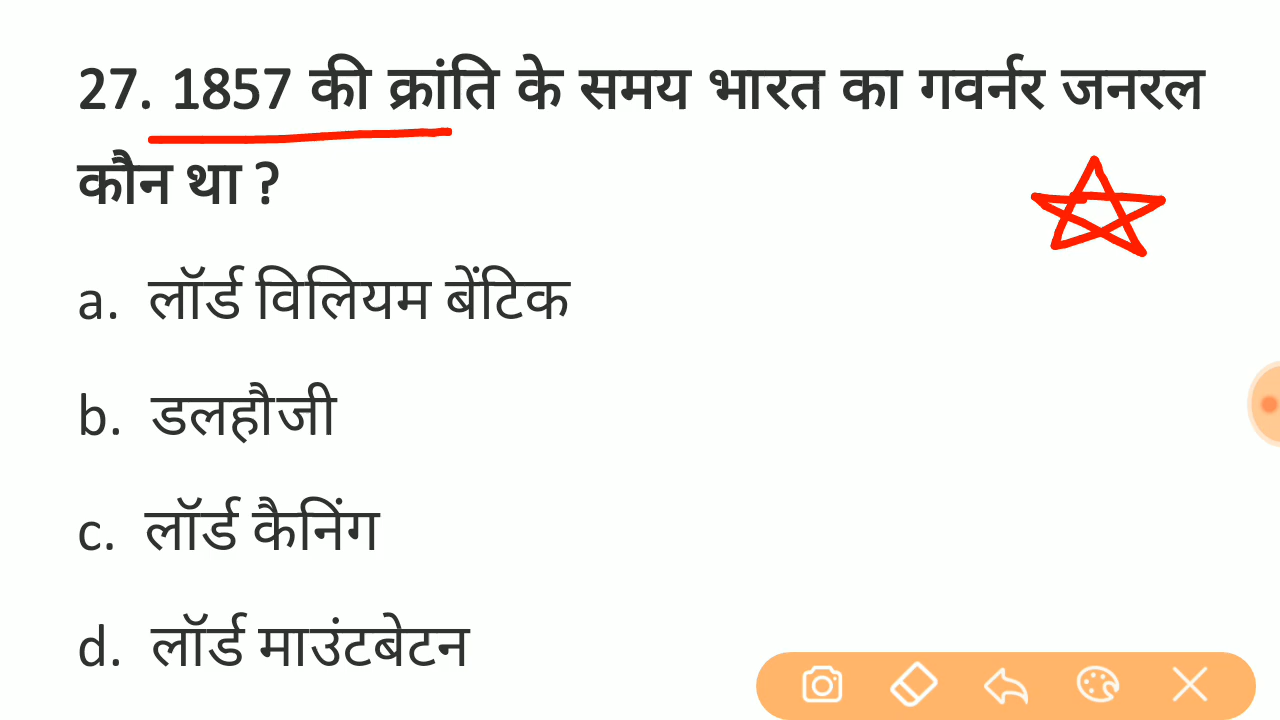 27. 1857 की क्रांति के समय भारत का गवर्नर जनरल
कौन था ?
a. लॉर्ड विलियम बेंटिक
b. डलहौजी
c. लॉर्ड कैनिंग
d. लॉर्ड माउंटबेटन